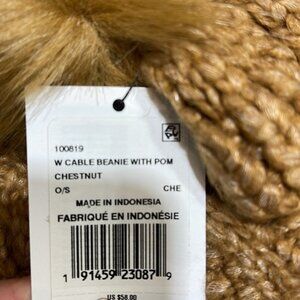 100819
W CABLE BEANIE WITH POM
CHESTNUT
O/S CHE
MADE IN INDONESIA
FABRIQUÉ EN INDONÉSIE
1 91459 23087 9
US $58.00